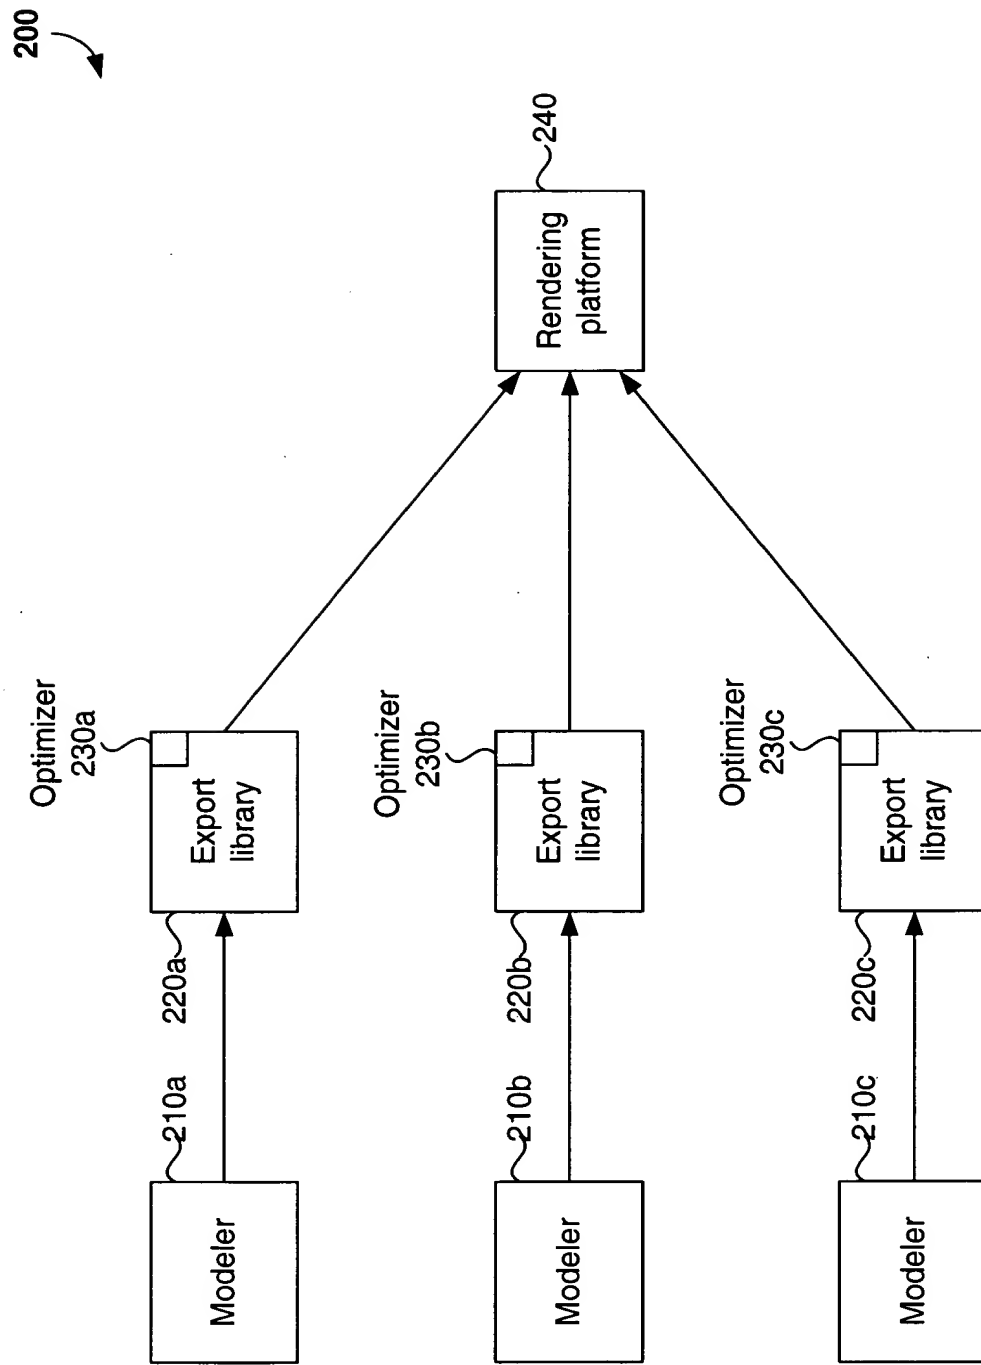 200
Optimizer
230a
Modeler
210a
220a
Export
library
Optimizer
230b
Modeler
210b
220b
Export
library
Rendering
platform
240
Optimizer
230c
Modeler
210c
220c
Export
library